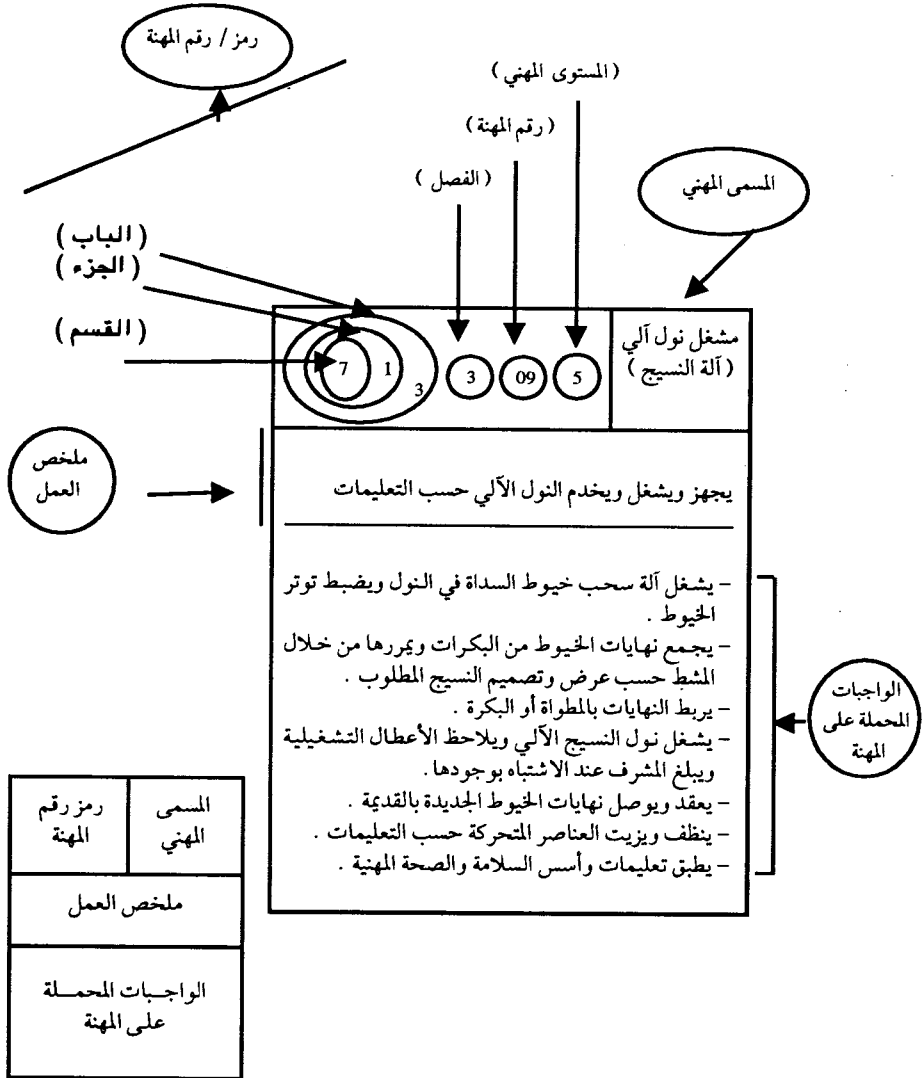 رمز / رقم المهنة
( المستوى المهني )
( رقم المهنة )
( الفصل )
المسمى المهني
( الباب )
( الجزء )
( القسم )
مشغل نول آلي
( آلة النسيج )
5
09
3
3
1
7
ملخص
العمل
يجهز ويشغل ويخدم النول الآلي حسب التعليمات
– يشغل آلة سحب خيوط السداة في النول ويضبط توتر
الخيوط .
– يجمع نهايات الخيوط من البكرات ويمررها من خلال
المشط حسب عرض وتصميم النسيج المطلوب .
– يربط النهايات بالمطواة أو البكرة .
– يشغل نول النسيج الآلي ويلاحظ الأعطال التشغيلية
ويبلغ المشرف عند الاشتباه بوجودها.
– يعقد ويوصل نهايات الخيوط الجديدة بالقديمة .
– ينظف ويزيت العناصر المتحركة حسب التعليمات .
– يطبق تعليمات وأسس السلامة والصحة المهنية .
الواجبات
المحملة على
المهنة
المسمى
المهني
رمز رقم
المهنة
ملخص العمل
الواجبات المحملة
على المهنة